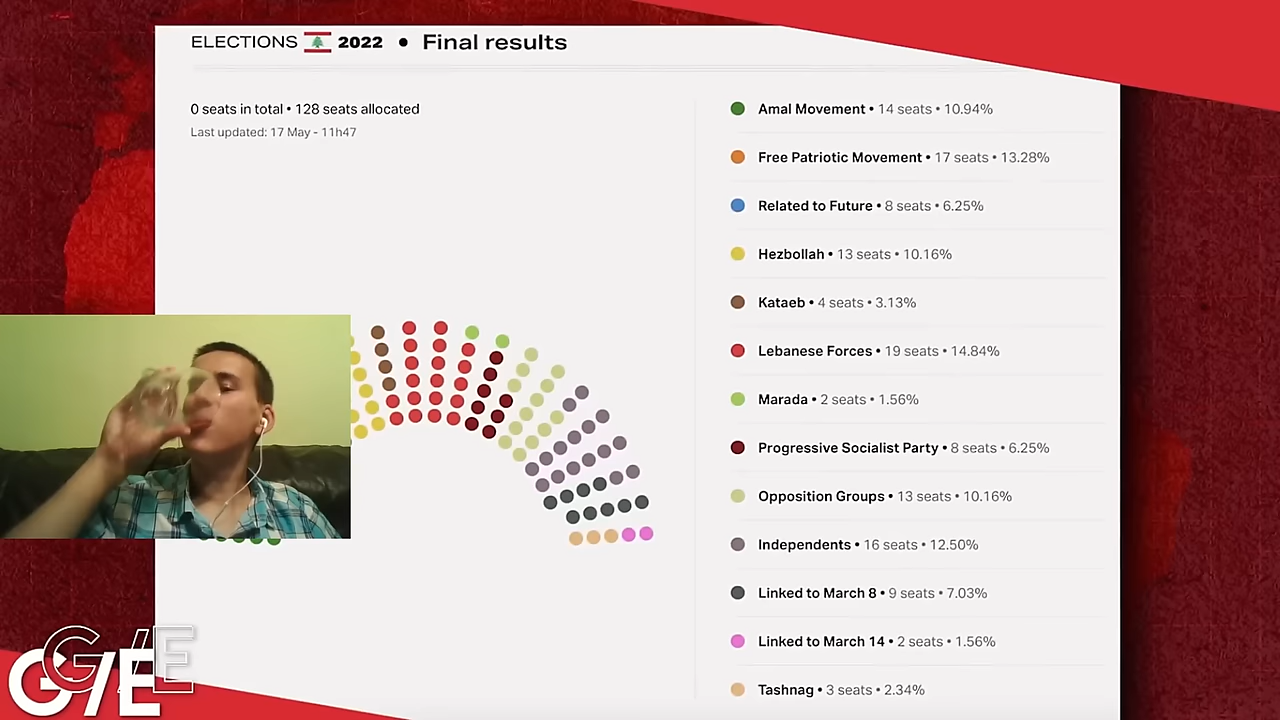 ELECTIONS 2022 • Final results
0 seats in total • 128 seats allocated
Last updated: 17 May - 11h47
Amal Movement • 14 seats • 10.94%
Free Patriotic Movement • 17 seats • 13.28%
Related to Future • 8 seats • 6.25%
Hezbollah • 13 seats • 10.16%
Kataeb • 4 seats • 3.13%
Lebanese Forces • 19 seats • 14.84%
Marada • 2 seats • 1.56%
Progressive Socialist Party • 8 seats • 6.25%
Opposition Groups • 13 seats • 10.16%
Independents • 16 seats • 12.50%
Linked to March 8 • 9 seats • 7.03%
Linked to March 14 • 2 seats • 1.56%
Tashnag • 3 seats • 2.34%
G/E
G/E